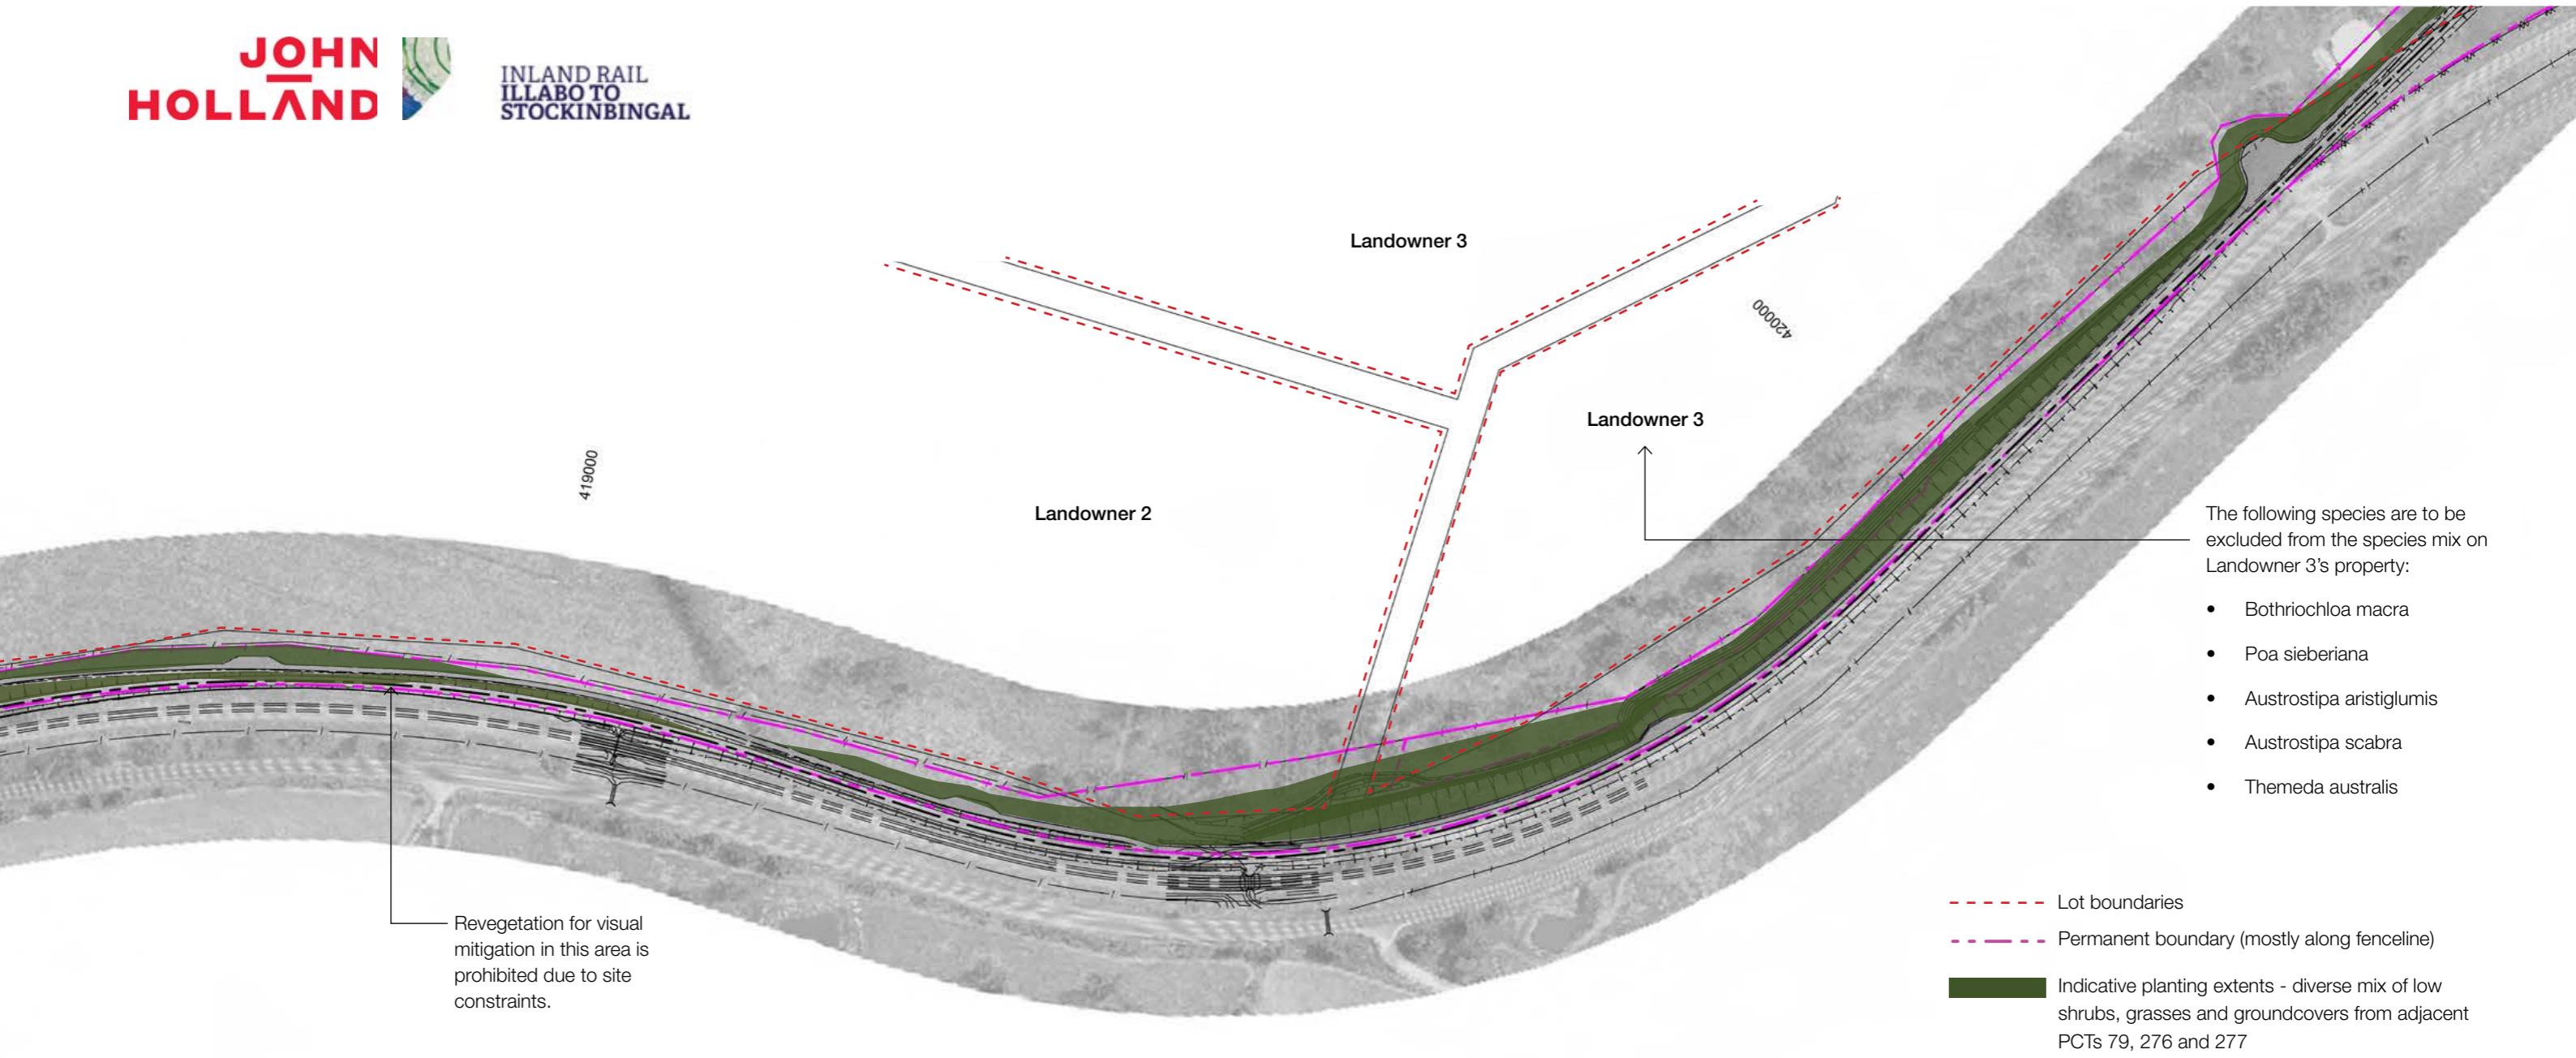 JOHN
HOLLAND
INLAND RAIL
ILLABO TO
STOCKINBINGAL
Landowner 3
420000
Landowner 3
419000
Landowner 2
The following species are to be
excluded from the species mix on
Landowner 3’s property:
• Bothriochloa macra
• Poa sieberiana
• Austrostipa aristiglumis
• Austrostipa scabra
• Themeda australis
Revegetation for visual
mitigation in this area is
prohibited due to site
constraints.
Lot boundaries
Permanent boundary (mostly along fenceline)
Indicative planting extents - diverse mix of low
shrubs, grasses and groundcovers from adjacent
PCTs 79, 276 and 277